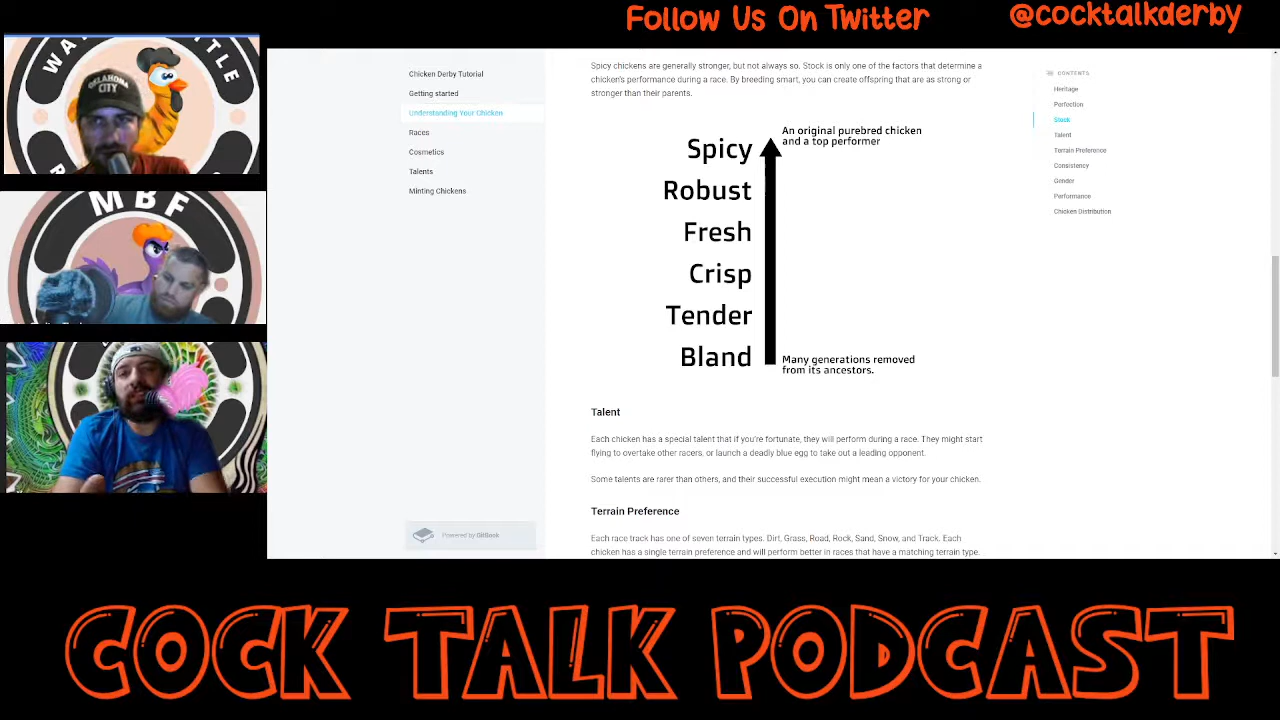 Follow Us On Twitter
@cocktalkderby
OKLAHOMA
CITY
MBF
Chicken Derby Tutorial
Getting started
Understanding Your Chicken
Races
Cosmetics
Talents
Minting Chickens
Powered by GitBook
Spicy chickens are generally stronger, but not always so. Stock is only one of the factors that determine a
chicken's performance during a race. By breeding smart, you can create offspring that are as strong or
stronger than their parents.
Spicy
Robust
Fresh
Crisp
Tender
Bland
An original purebred chicken
and a top performer
Many generations removed
from its ancestors.
Talent
Each chicken has a special talent that if you're fortunate, they will perform during a race. They might start
flying to overtake other racers, or launch a deadly blue egg to take out a leading opponent.
Some talents are rarer than others, and their successful execution might mean a victory for your chicken.
Terrain Preference
Each race track has one of seven terrain types. Dirt, Grass, Road, Rock, Sand, Snow, and Track. Each
chicken has a single terrain preference and will perform better in races that have a matching terrain type.
CONTENTS
Heritage
Perfection
Stock
Talent
Terrain Preference
Consistency
Gender
Performance
Chicken Distribution
COCK TALK PODCAST